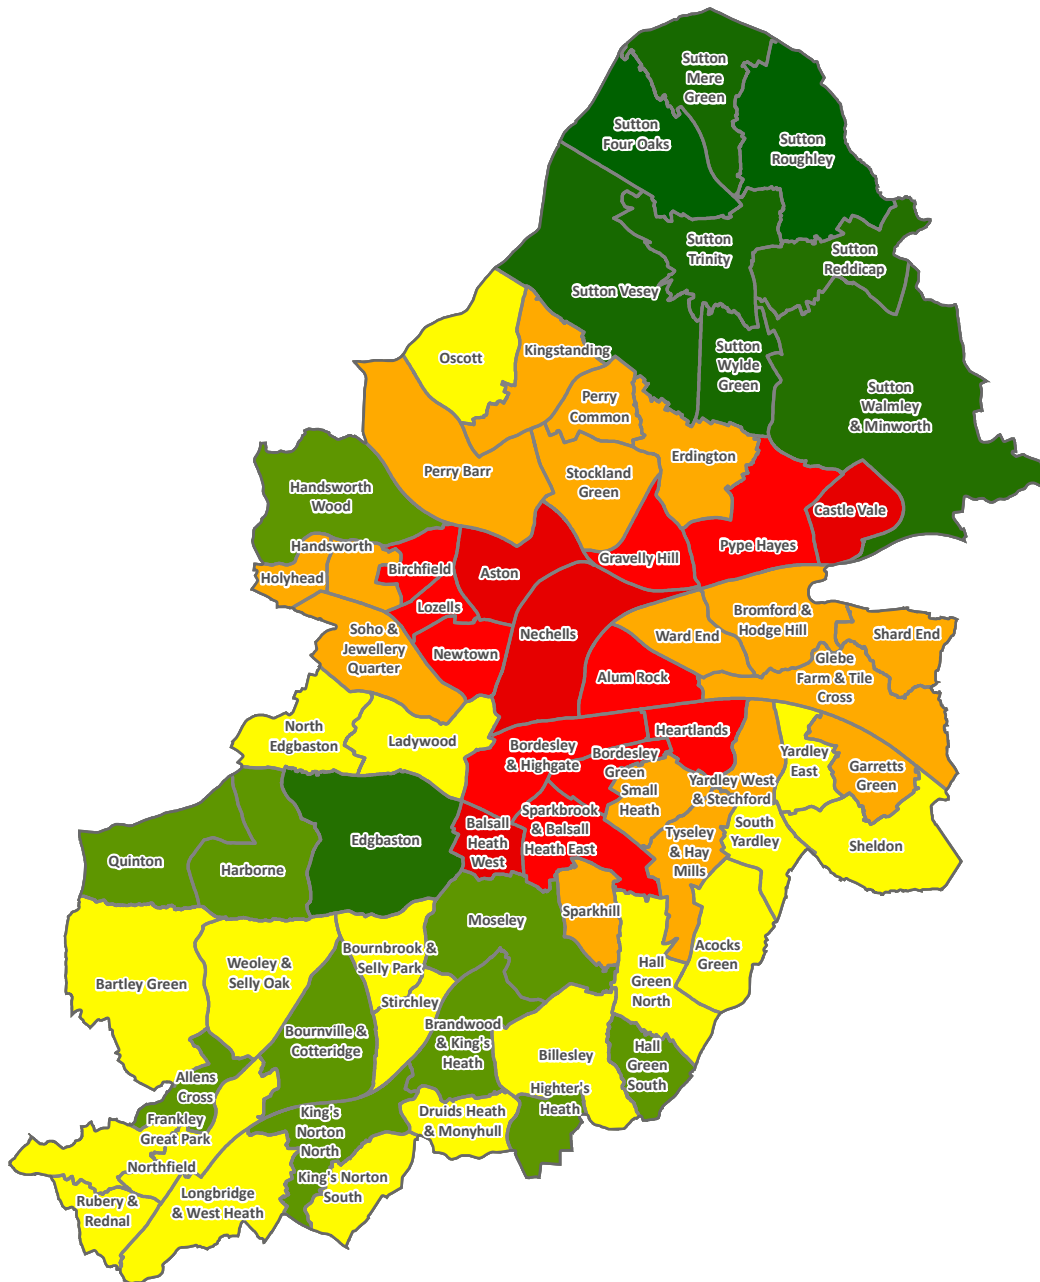 Sutton
Mere
Green
Sutton
Four Oaks
Sutton
Roughley
Sutton
Trinity
Sutton
Reddicap
Sutton Vesey
Sutton
Wylde
Green
Sutton
Walmley
& Minworth
Oscott
Kingstanding
Perry
Common
Erdington
Perry Barr
Stockland
Green
Handsworth
Wood
Castle Vale
Pype Hayes
Gravelly Hill
Handsworth
Holyhead
Birchfield
Aston
Lozells
Soho &
Jewellery
Quarter
Newtown
Nechells
Ward End
Bromford &
Hodge Hill
Shard End
Glebe
Farm & Tile
Cross
Alum Rock
North
Edgbaston
Ladywood
Bordesley
& Highgate
Bordesley
Green
Heartlands
Yardley
East
Garretts
Green
Small
Heath
Yardley West
& Stechford
South
Yardley
Sheldon
Edgbaston
Balsall
Heath
West
Sparkbrook
& Balsall
Heath East
Tyseley
& Hay
Mills
Quinton
Harborne
Moseley
Sparkhill
Acocks
Green
Hall
Green
North
Bartley Green
Weoley &
Selly Oak
Bournbrook &
Selly Park
Stirchley
Bournville &
Cotteridge
Brandwood
& King's
Heath
Billesley
Hall
Green
South
Highter's
Heath
Allens
Cross
Frankley
Great Park
Northfield
King's
Norton
North
Druids Heath
& Monyhull
King's Norton
South
Rubery &
Rednal
Longbridge
& West Heath